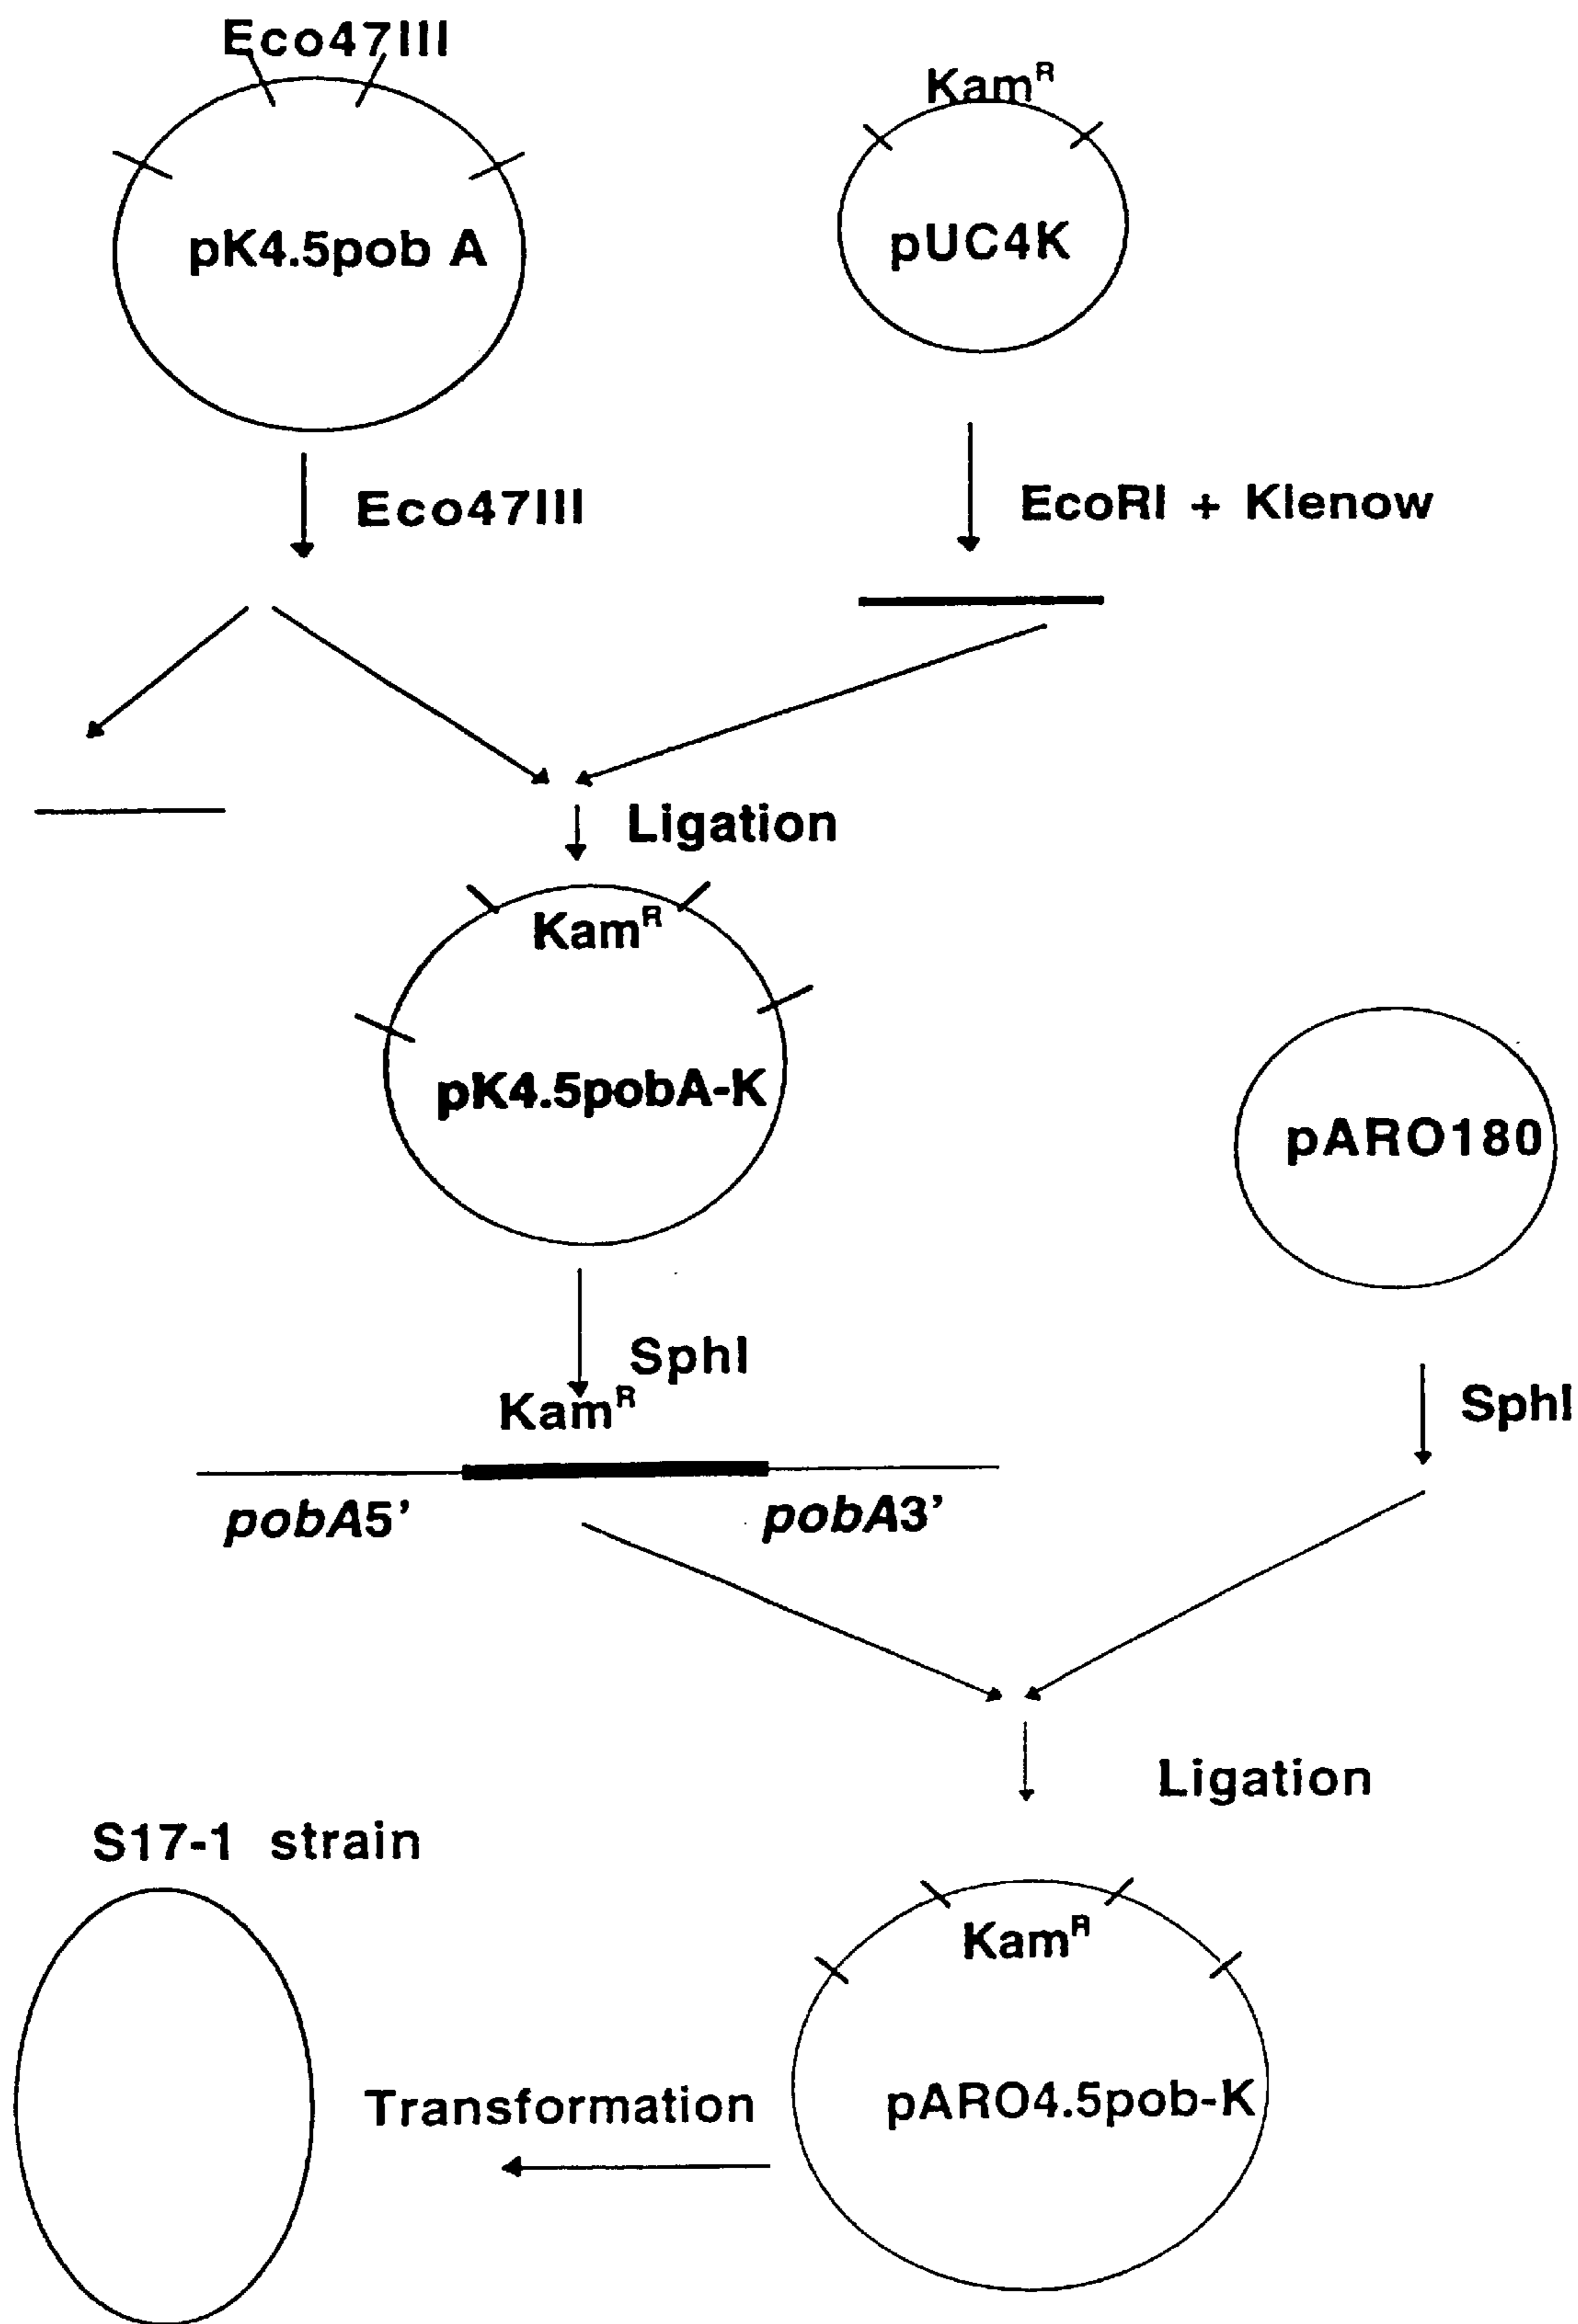 Eco47III
Kamᴿ
pK4.5pob A
pUC4K
Eco47III
EcoRI + Klenow
Ligation
Kamᴿ
pK4.5pobA-K
pARO180
SphI
Kamᴿ
SphI
pobA5’
pobA3’
Ligation
S17-1 strain
Kamᴿ
pARO4.5pob-K
Transformation